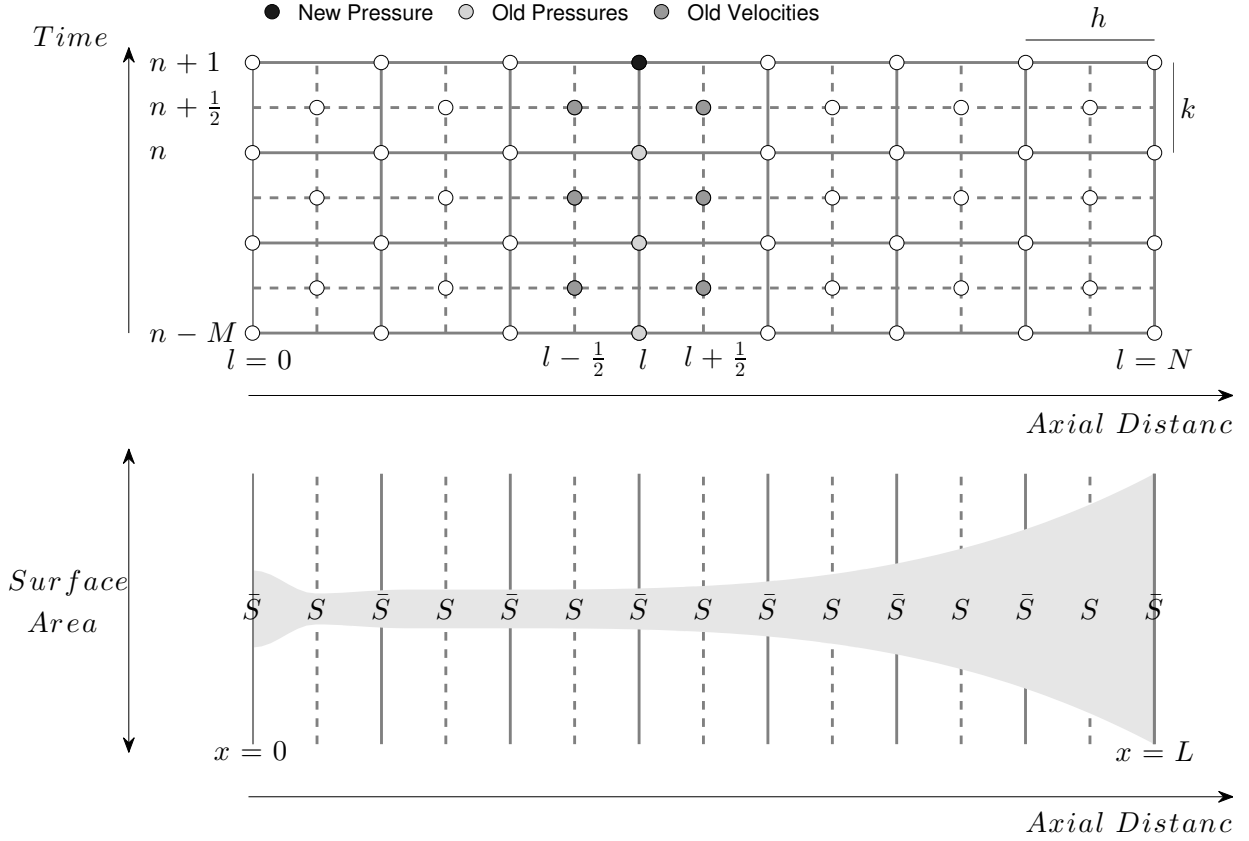 New Pressure Old Pressures Old Velocities
Time
h
n + 1
n + 1/2
k
n
n − M
l = 0 l − 1/2 l l + 1/2 l = N
Axial Distanc
Surface
Area
S̄ S S̄ S S̄ S S̄ S S̄ S S̄ S S̄ S S̄
x = 0 x = L
Axial Distanc